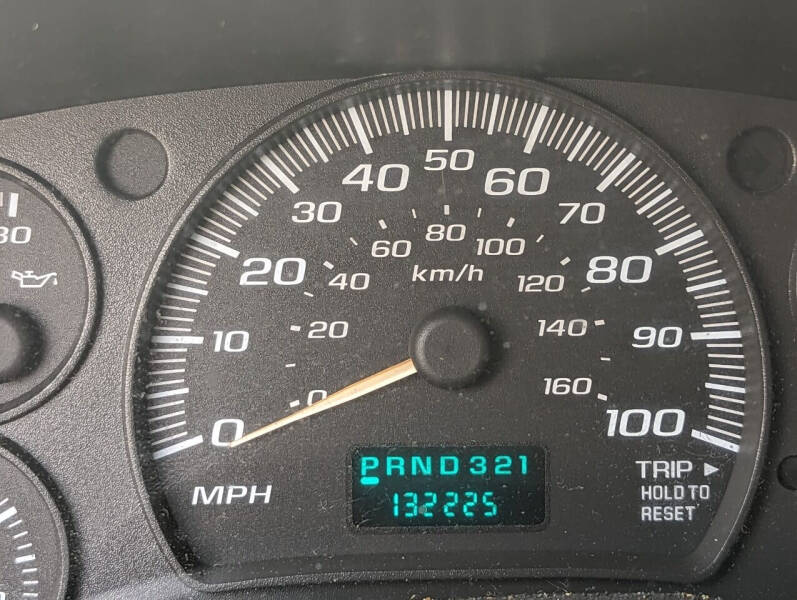 50
40 60
30 70
80
60 100
km/h
20 40 120 80
10 20 140 90
160
0 0 100
PRND321
132225
MPH
TRIP ►
HOLD TO
RESET